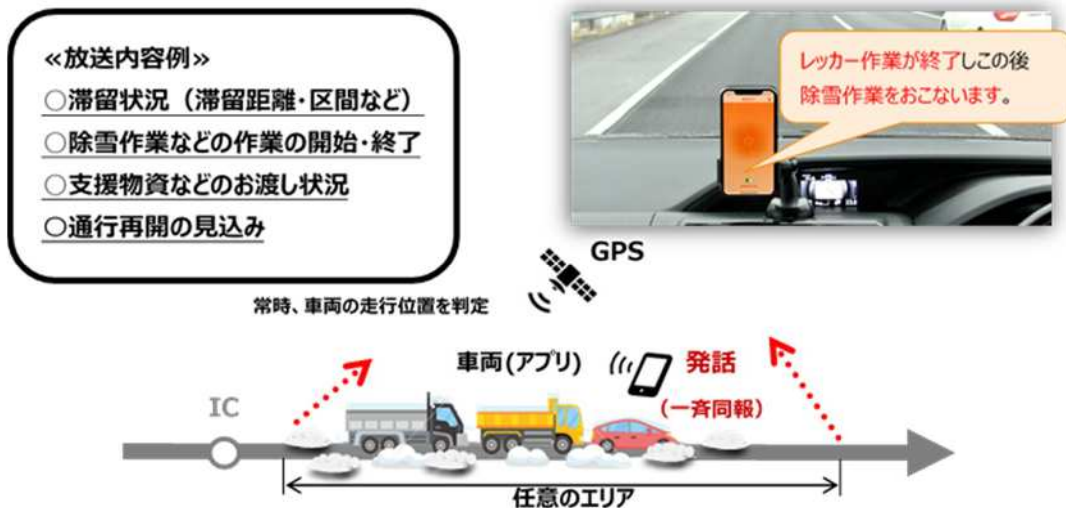 ≪放送内容例≫
○滞留状況（滞留距離・区間など）
○除雪作業などの作業の開始・終了
○支援物資などのお渡し状況
○通行再開の見込み
レッカー作業が終了しこの後
除雪作業をおこないます。
GPS
常時、車両の走行位置を判定
車両(アプリ)
発話
（一斉同報）
IC
任意のエリア